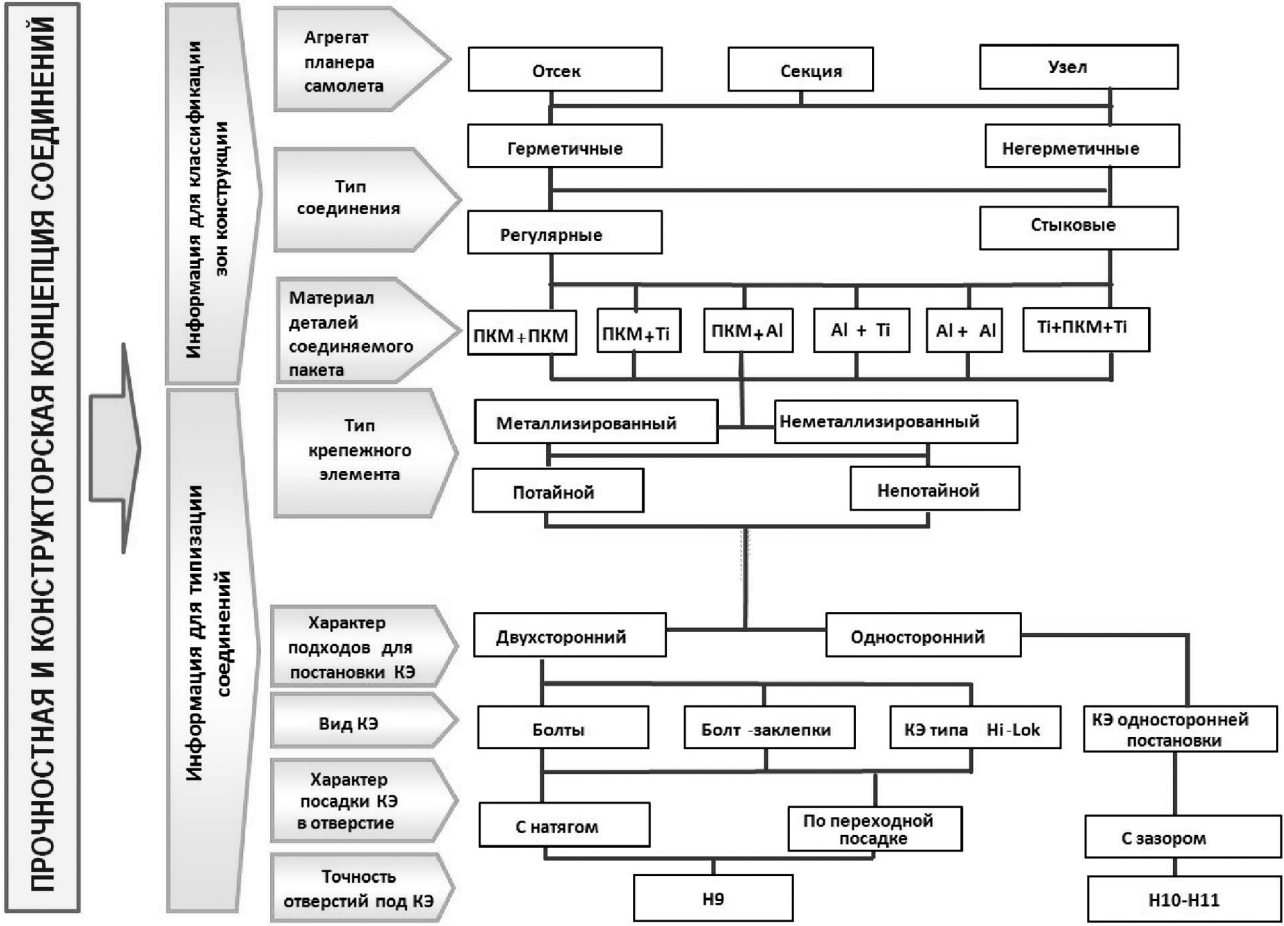 ПРОЧНОСТНАЯ И КОНСТРУКТОРСКАЯ КОНЦЕПЦИЯ СОЕДИНЕНИЙ
Информация для классификации
зон конструкции
Агрегат
планера
самолета
Отсек
Секция
Узел
Герметичные
Негерметичные
Тип
соединения
Регулярные
Стыковые
Материал
деталей
соединяемого
пакета
ПКМ+ПКМ
ПКМ+Ti
ПКМ+Al
Al + Ti
Al + Al
Ti+ПКМ+Ti
Информация для типизации
соединений
Тип
крепежного
элемента
Металлизированный
Неметаллизированный
Потайной
Непотайной
Характер
подходов для
постановки КЭ
Двухсторонний
Односторонний
Вид КЭ
Болты
Болт -заклепки
КЭ типа Hi-Lok
КЭ односторонней
постановки
Характер
посадки КЭ
в отверстие
С натягом
По переходной
посадке
С зазором
Точность
отверстий под КЭ
Н9
Н10-Н11